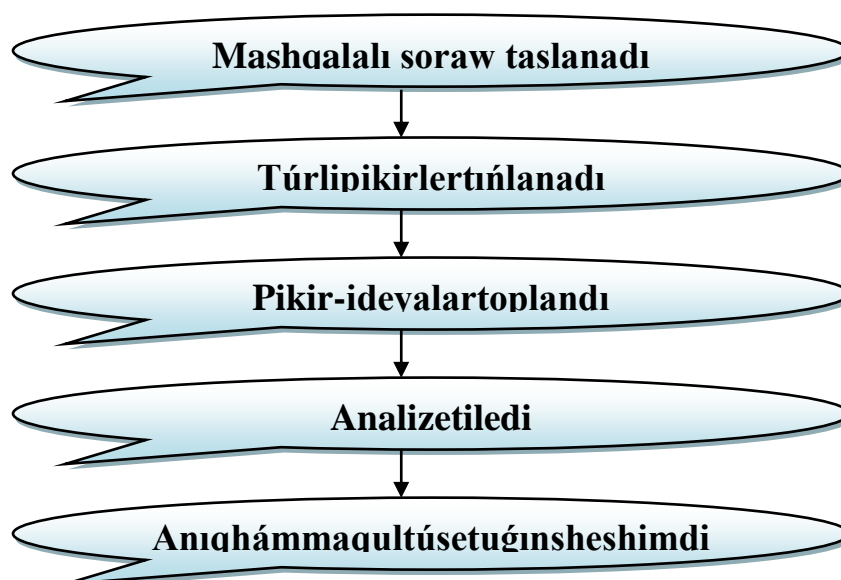 Mashqalalı soraw taslanadı
Túrlipikirlertıńlanadı
Pikir-ideyalartoplandı
Analizetiledi
Anıqhámmaqultúsetuǵınsheshimdi